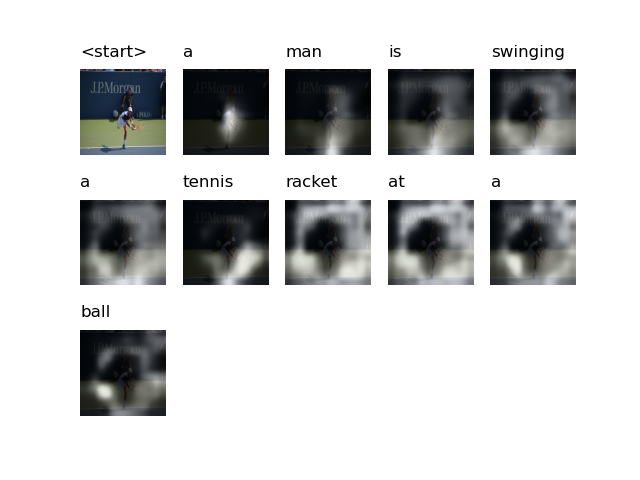 <start> a man is swinging
J.P.Morgan
a tennis racket at a
ball